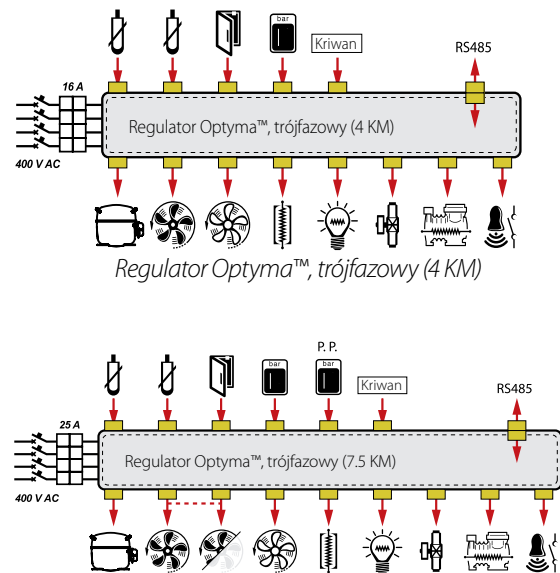 bar
Kriwan
RS485
16 A
Regulator Optyma™, trójfazowy (4 KM)
400 V AC
Regulator Optyma™, trójfazowy (4 KM)
P. P.
bar
bar
Kriwan
RS485
25 A
Regulator Optyma™, trójfazowy (7.5 KM)
400 V AC